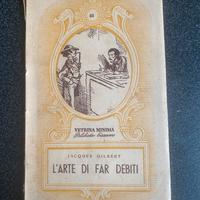 VETRINA MINIMA
JACQUES GILBERT
L'ARTE DI FAR DEBITI